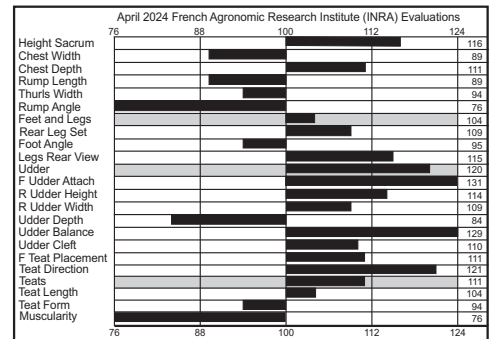 April 2024 French Agronomic Research Institute (INRA) Evaluations
76 88 100 112 124
Height Sacrum 116
Chest Width 89
Chest Depth 111
Rump Length 89
Thurls Width 94
Rump Angle 76
Feet and Legs 104
Rear Leg Set 109
Foot Angle 95
Legs Rear View 115
Udder 120
F Udder Attach 131
R Udder Height 114
R Udder Width 109
Udder Depth 84
Udder Balance 129
Udder Cleft 110
F Teat Placement 111
Teat Direction 121
Teats 111
Teat Length 104
Teat Form 94
Muscularity 76
76 88 100 112 124